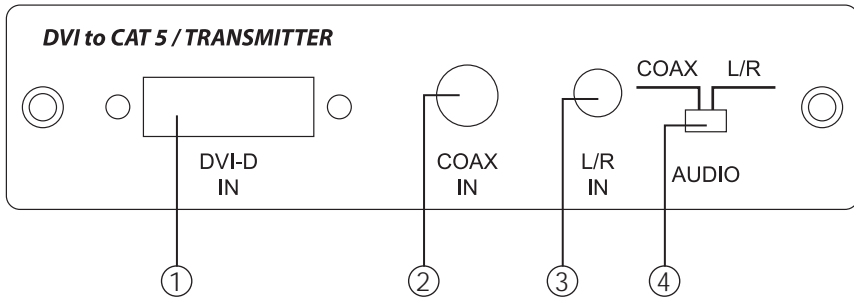 DVI to CAT 5 / TRANSMITTER
COAX L/R
DVI-D
IN
COAX
IN
L/R
IN
AUDIO
1 2 3 4